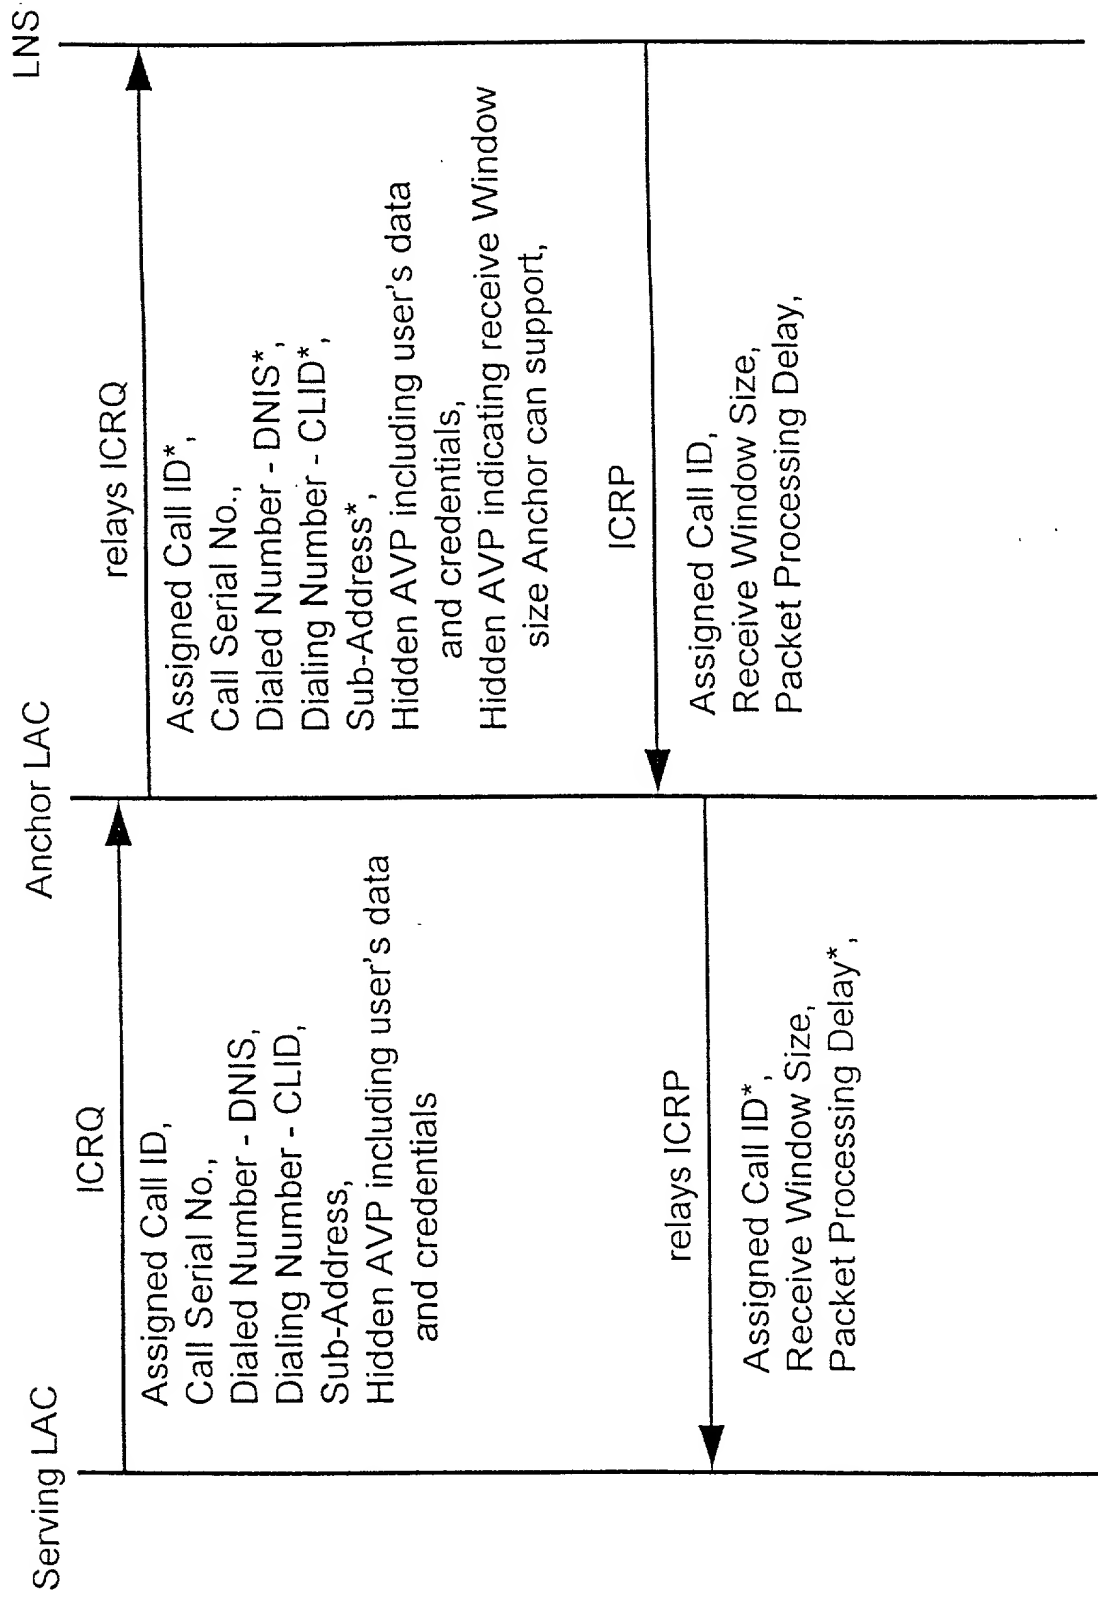 Serving LAC
Anchor LAC
LNS
ICRQ
Assigned Call ID,
Call Serial No.,
Dialed Number - DNIS,
Dialing Number - CLID,
Sub-Address,
Hidden AVP including user's data
and credentials
relays ICRQ
Assigned Call ID*,
Call Serial No.,
Dialed Number - DNIS*,
Dialing Number - CLID*,
Sub-Address*,
Hidden AVP including user's data
and credentials,
Hidden AVP indicating receive Window
size Anchor can support,
ICRP
Assigned Call ID,
Receive Window Size,
Packet Processing Delay,
relays ICRP
Assigned Call ID*,
Receive Window Size,
Packet Processing Delay*,